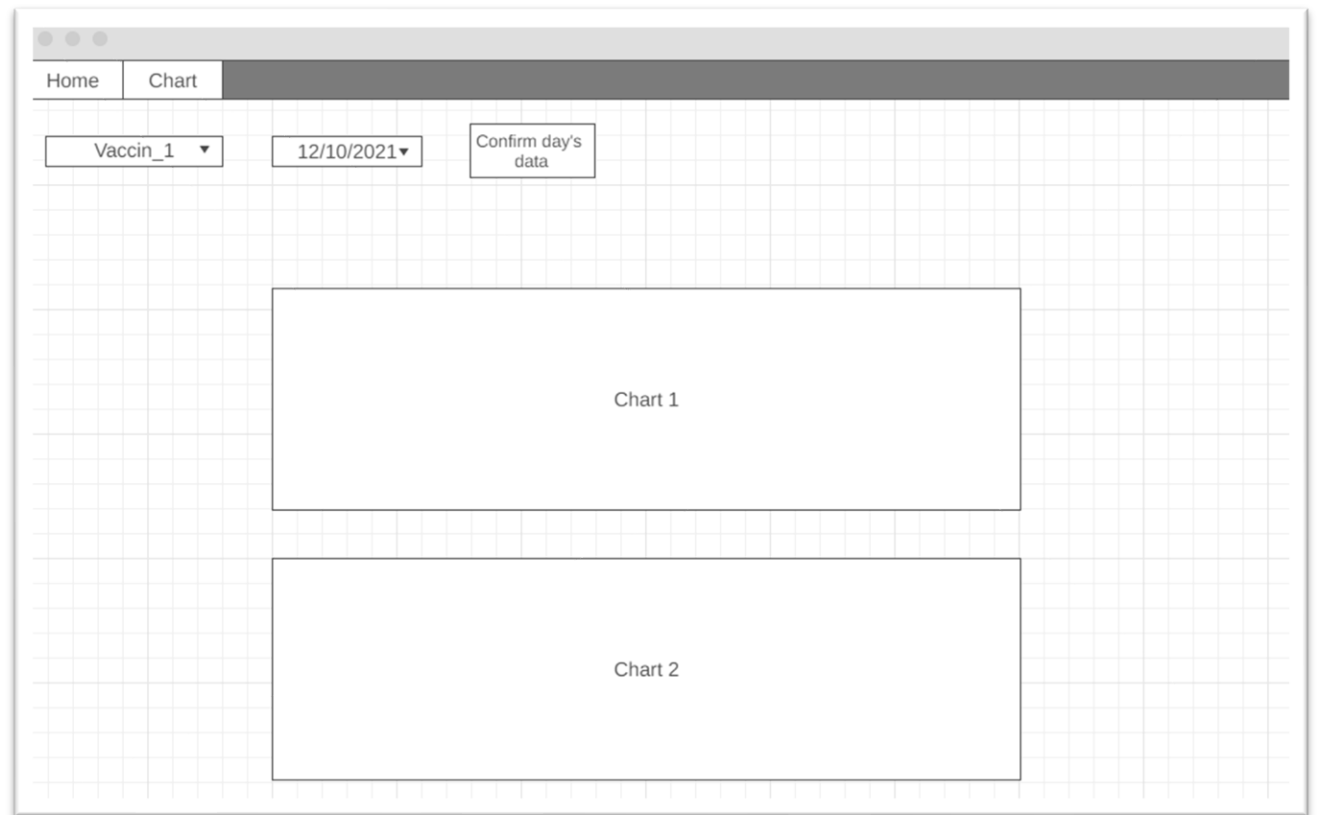 Home Chart
Vaccin_1 12/10/2021 Confirm day's
data
Chart 1
Chart 2